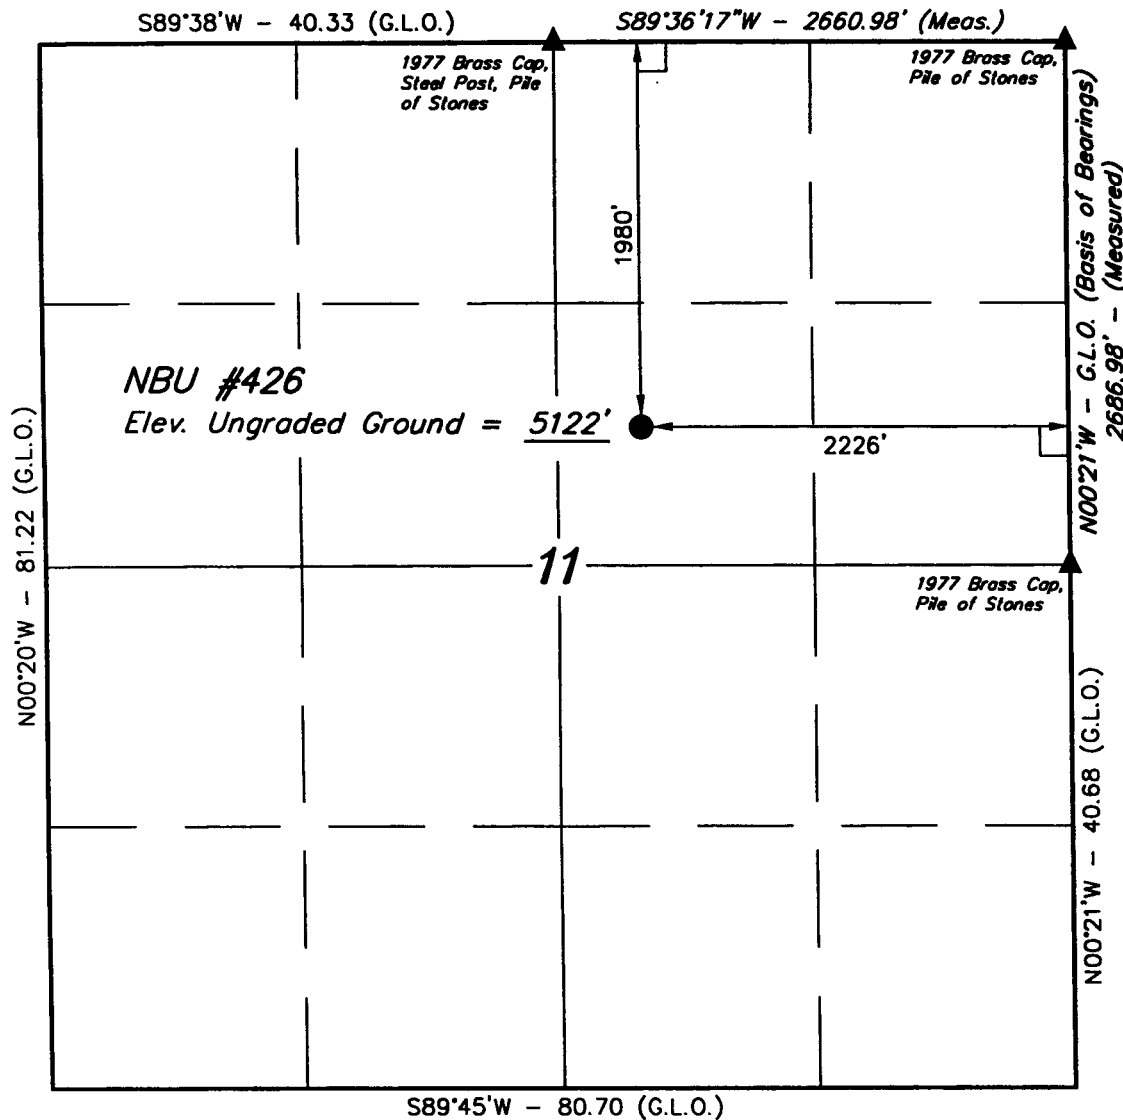 S89°38'W - 40.33 (G.L.O.)
S89°36'17"W - 2660.98' (Meas.)
1977 Brass Cap,
Steel Post, Pile
of Stones
1977 Brass Cap,
Pile of Stones
N00°21'W - G.L.O. (Basis of Bearings)
2686.98' - (Measured)
1980'
NBU #426
Elev. Ungraded Ground = 5122'
2226'
N00°20'W - 81.22 (G.L.O.)
11
1977 Brass Cap,
Pile of Stones
N00°21'W - 40.68 (G.L.O.)
S89°45'W - 80.70 (G.L.O.)